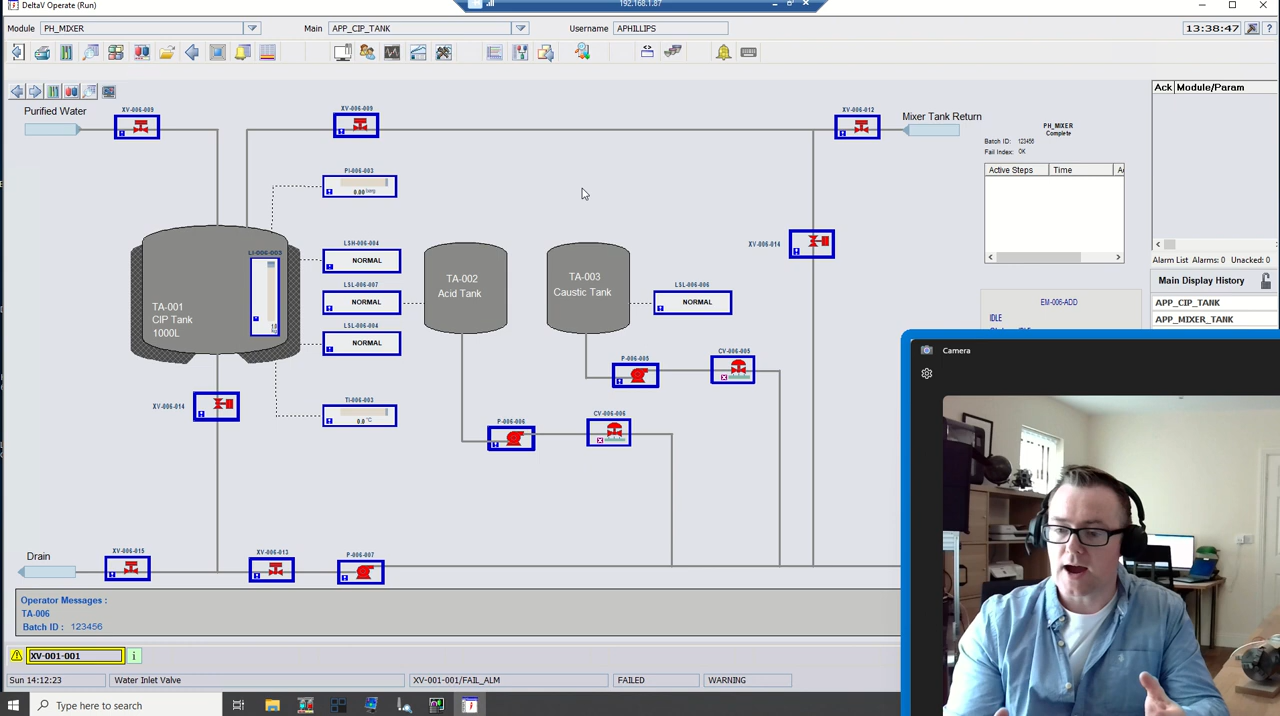 DeltaV Operate (Run)
192.168.1.87
Module
PH_MIXER
Main
APP_CIP_TANK
Username
APHILLIPS
13:38:47
Ack
Module/Param
Purified Water
XV-006-009
XV-006-009
XV-006-012
Mixer Tank Return
PH_MIXER
Complete
Batch ID: 123456
Fail Index: OK
Active Steps
Time
PI-006-003
0.00 barg
LSH-006-004
NORMAL
LI-006-003
TA-001
CIP Tank
1000L
LSL-006-007
NORMAL
LSL-006-004
NORMAL
TA-002
Acid Tank
TA-003
Caustic Tank
LSL-006-006
NORMAL
XV-006-014
Alarm List Alarms: 0 Unacked: 0
Main Display History
APP_CIP_TANK
APP_MIXER_TANK
EM-006-ADD
IDLE
P-006-005
CV-006-005
XV-006-014
TI-006-003
0.0 °C
P-006-006
CV-006-006
Camera
Drain
XV-006-015
XV-006-013
P-006-007
Operator Messages :
TA-006
Batch ID : 123456
XV-001-001
Sun 14:12:23
Water Inlet Valve
XV-001-001/FAIL_ALM
FAILED
WARNING
Type here to search